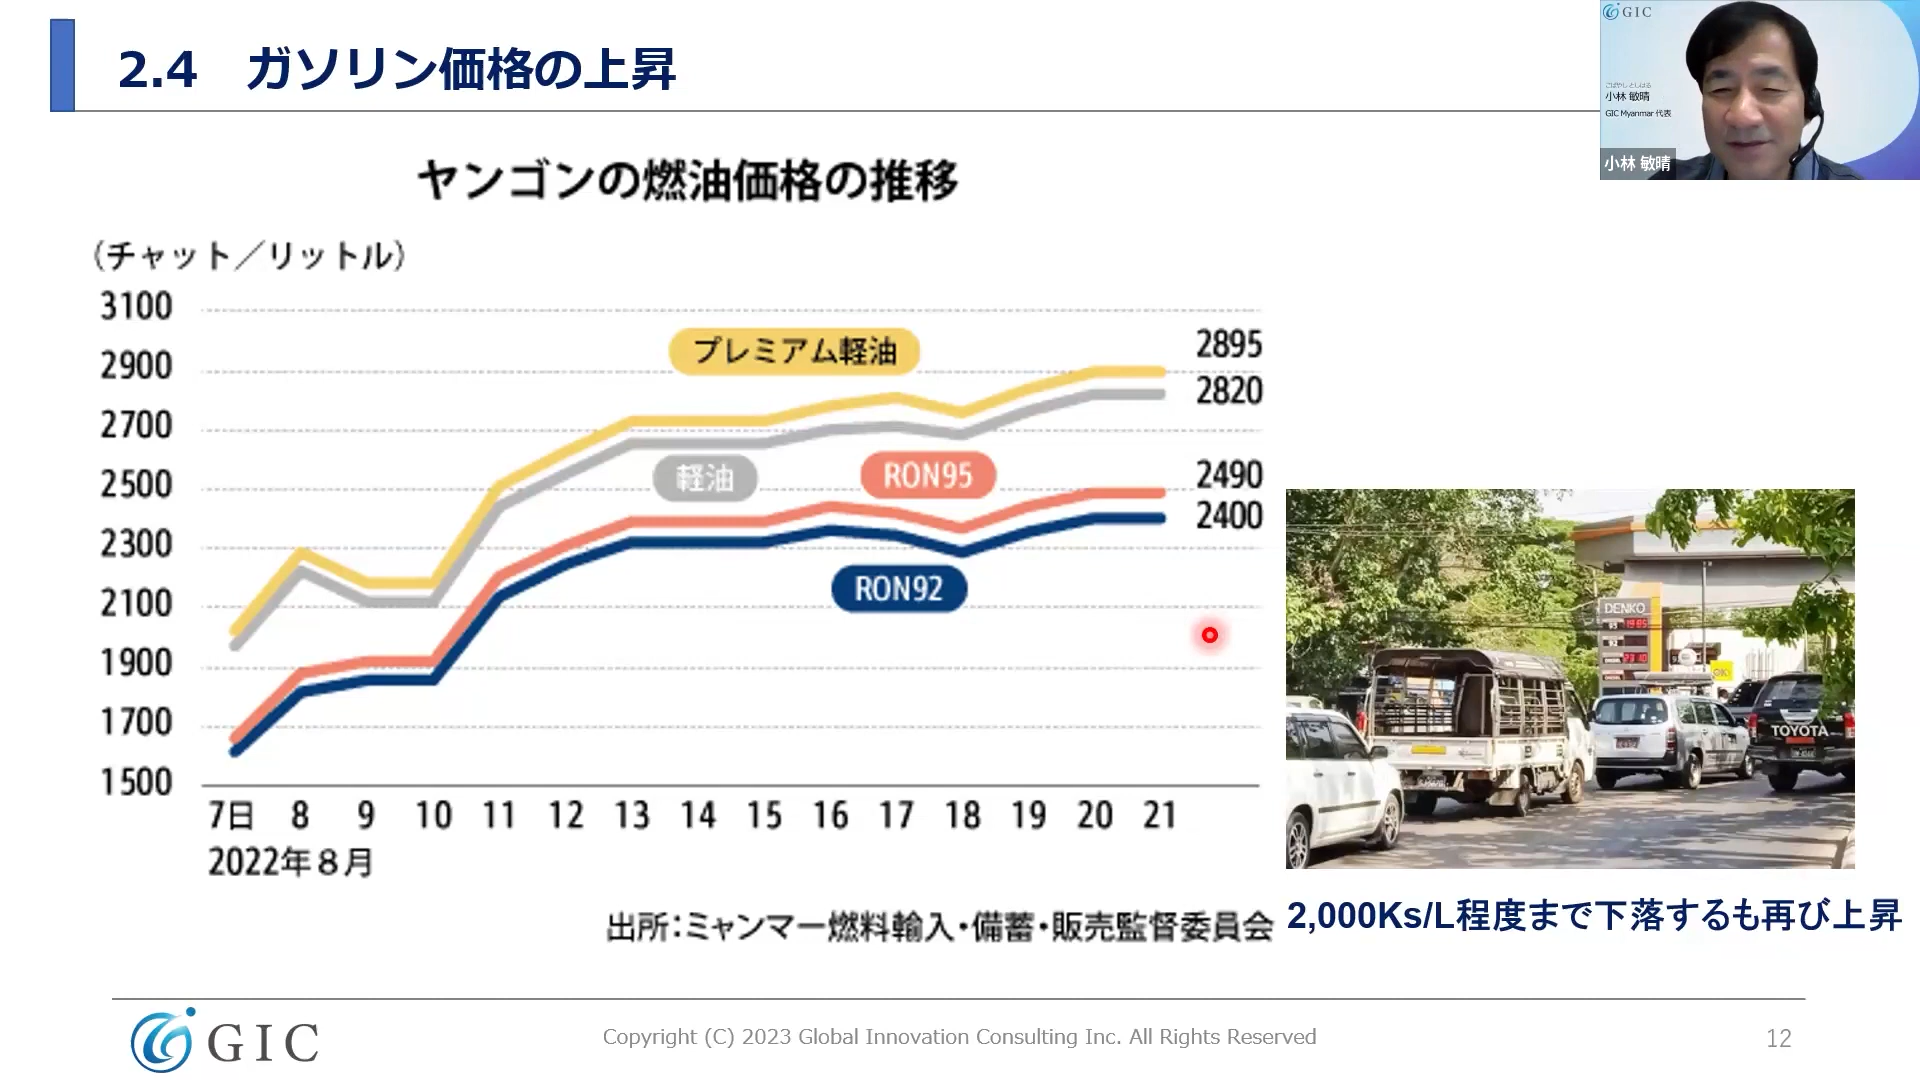 2.4 ガソリン価格の上昇
GIC
小林 敏晴
GIC Myanmar 代表
小林 敏晴
ヤンゴンの燃油価格の推移
(チャット／リットル)
3100
2900
2700
2500
2300
2100
1900
1700
1500
プレミアム軽油
軽油
RON95
RON92
2895
2820
2490
2400
7日 8 9 10 11 12 13 14 15 16 17 18 19 20 21
2022年８月
出所：ミャンマー燃料輸入・備蓄・販売監督委員会
DENKO
TOYOTA
2,000Ks/L程度まで下落するも再び上昇
GIC
Copyright (C) 2023 Global Innovation Consulting Inc. All Rights Reserved
12